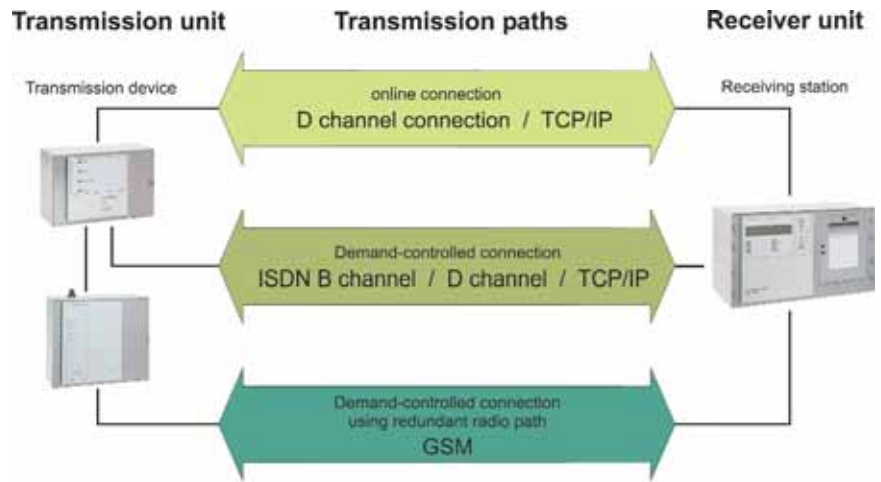 Transmission unit
Transmission paths
Receiver unit
Transmission device
online connection
D channel connection / TCP/IP
Receiving station
Demand-controlled connection
ISDN B channel / D channel / TCP/IP
Demand-controlled connection
using redundant radio path
GSM